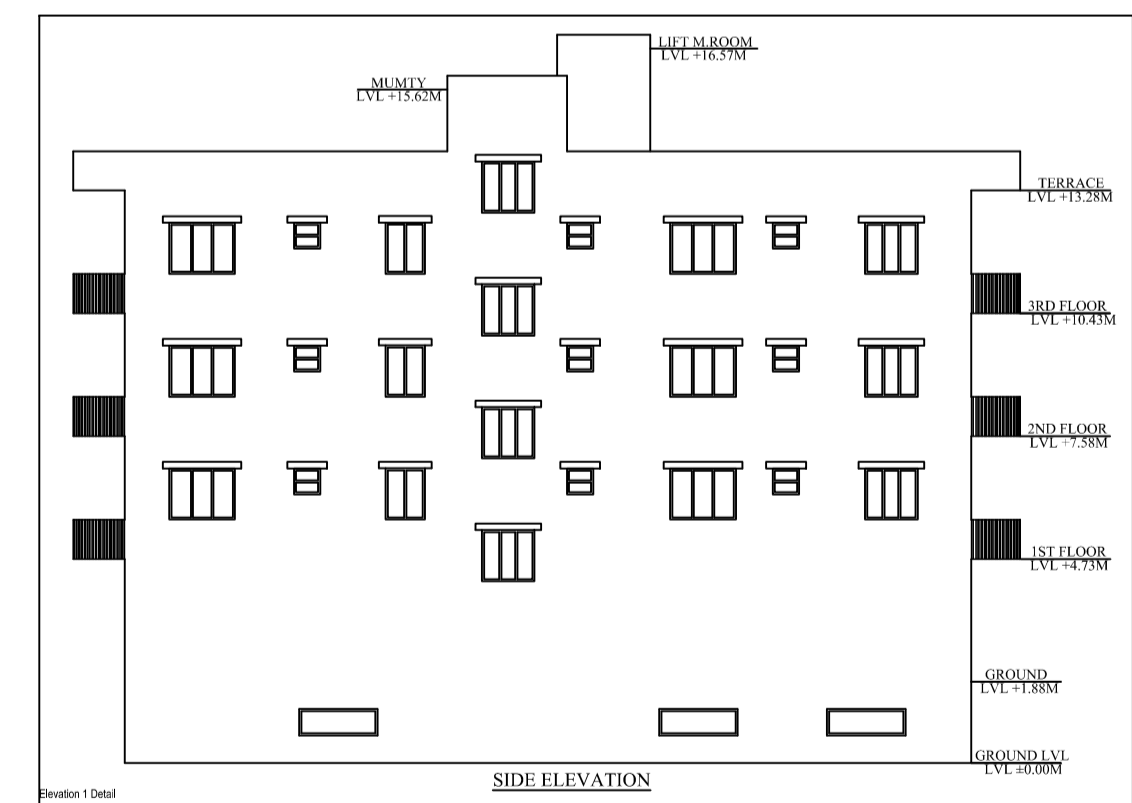 LIFT M.ROOM
LVL +16.57M
MUMTY
LVL +15.62M
TERRACE
LVL +13.28M
3RD FLOOR
LVL +10.43M
2ND FLOOR
LVL +7.58M
1ST FLOOR
LVL +4.73M
GROUND
LVL +1.88M
GROUND LVL
LVL ±0.00M
SIDE ELEVATION
Elevation 1 Detail